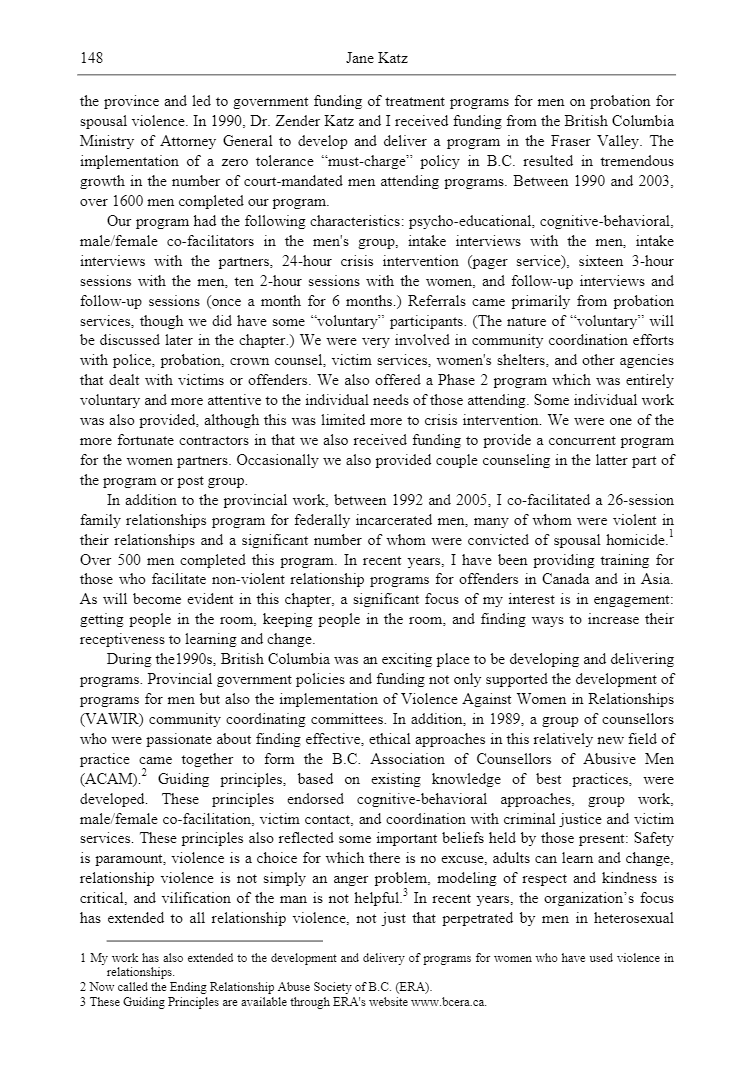 148 Jane Katz
the province and led to government funding of treatment programs for men on probation for
spousal violence. In 1990, Dr. Zender Katz and I received funding from the British Columbia
Ministry of Attorney General to develop and deliver a program in the Fraser Valley. The
implementation of a zero tolerance “must-charge” policy in B.C. resulted in tremendous
growth in the number of court-mandated men attending programs. Between 1990 and 2003,
over 1600 men completed our program.
Our program had the following characteristics: psycho-educational, cognitive-behavioral,
male/female co-facilitators in the men's group, intake interviews with the men, intake
interviews with the partners, 24-hour crisis intervention (pager service), sixteen 3-hour
sessions with the men, ten 2-hour sessions with the women, and follow-up interviews and
follow-up sessions (once a month for 6 months.) Referrals came primarily from probation
services, though we did have some “voluntary” participants. (The nature of “voluntary” will
be discussed later in the chapter.) We were very involved in community coordination efforts
with police, probation, crown counsel, victim services, women's shelters, and other agencies
that dealt with victims or offenders. We also offered a Phase 2 program which was entirely
voluntary and more attentive to the individual needs of those attending. Some individual work
was also provided, although this was limited more to crisis intervention. We were one of the
more fortunate contractors in that we also received funding to provide a concurrent program
for the women partners. Occasionally we also provided couple counseling in the latter part of
the program or post group.
In addition to the provincial work, between 1992 and 2005, I co-facilitated a 26-session
family relationships program for federally incarcerated men, many of whom were violent in
their relationships and a significant number of whom were convicted of spousal homicide.1
Over 500 men completed this program. In recent years, I have been providing training for
those who facilitate non-violent relationship programs for offenders in Canada and in Asia.
As will become evident in this chapter, a significant focus of my interest is in engagement:
getting people in the room, keeping people in the room, and finding ways to increase their
receptiveness to learning and change.
During the1990s, British Columbia was an exciting place to be developing and delivering
programs. Provincial government policies and funding not only supported the development of
programs for men but also the implementation of Violence Against Women in Relationships
(VAWIR) community coordinating committees. In addition, in 1989, a group of counsellors
who were passionate about finding effective, ethical approaches in this relatively new field of
practice came together to form the B.C. Association of Counsellors of Abusive Men
(ACAM).2 Guiding principles, based on existing knowledge of best practices, were
developed. These principles endorsed cognitive-behavioral approaches, group work,
male/female co-facilitation, victim contact, and coordination with criminal justice and victim
services. These principles also reflected some important beliefs held by those present: Safety
is paramount, violence is a choice for which there is no excuse, adults can learn and change,
relationship violence is not simply an anger problem, modeling of respect and kindness is
critical, and vilification of the man is not helpful.3 In recent years, the organization’s focus
has extended to all relationship violence, not just that perpetrated by men in heterosexual
1 My work has also extended to the development and delivery of programs for women who have used violence in
relationships.
2 Now called the Ending Relationship Abuse Society of B.C. (ERA).
3 These Guiding Principles are available through ERA's website www.bcera.ca.